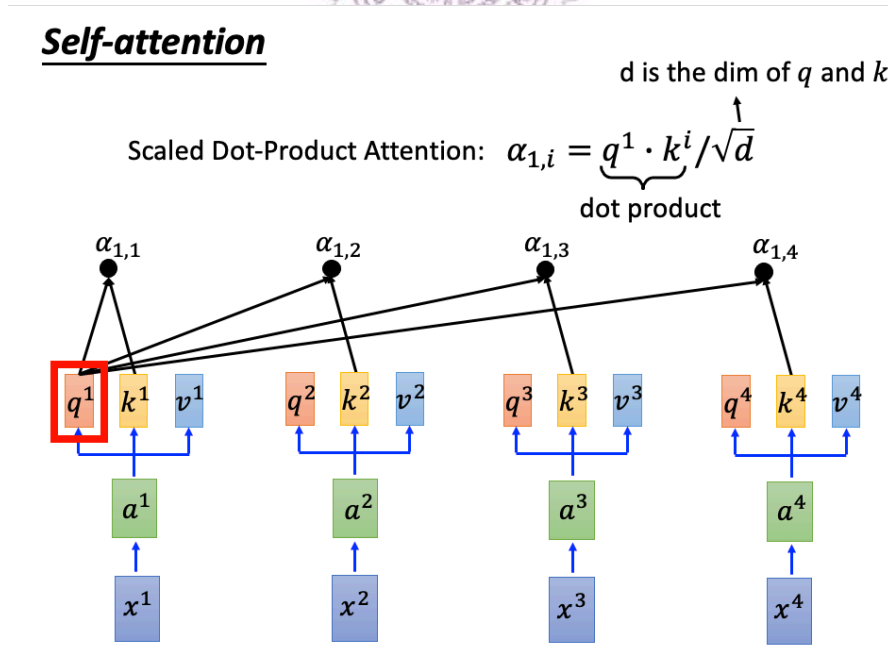 Self-attention
d is the dim of q and k
Scaled Dot-Product Attention: α₁,ᵢ = q¹ · kⁱ/√d
dot product
α₁,₁ α₁,₂ α₁,₃ α₁,₄
q¹ k¹ v¹ q² k² v² q³ k³ v³ q⁴ k⁴ v⁴
a¹ a² a³ a⁴
x¹ x² x³ x⁴